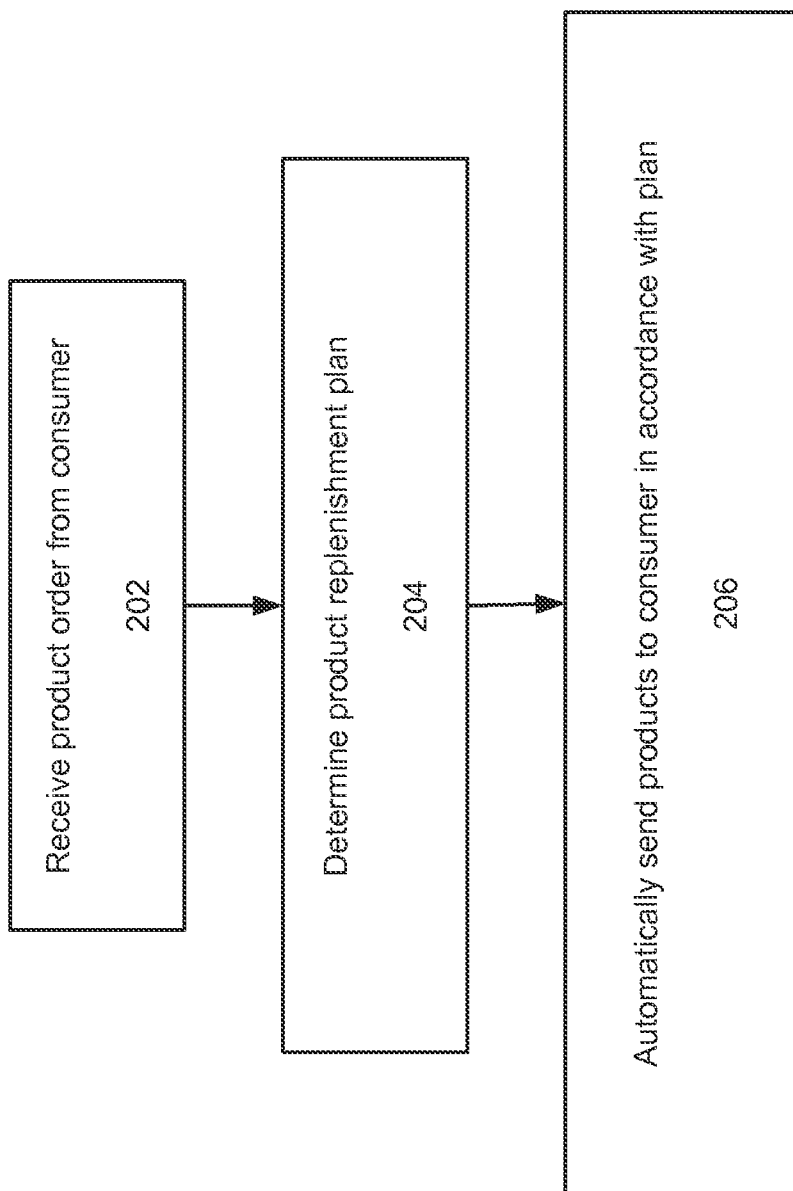 Receive product order from consumer
202
Determine product replenishment plan
204
Automatically send products to consumer in accordance with plan
206